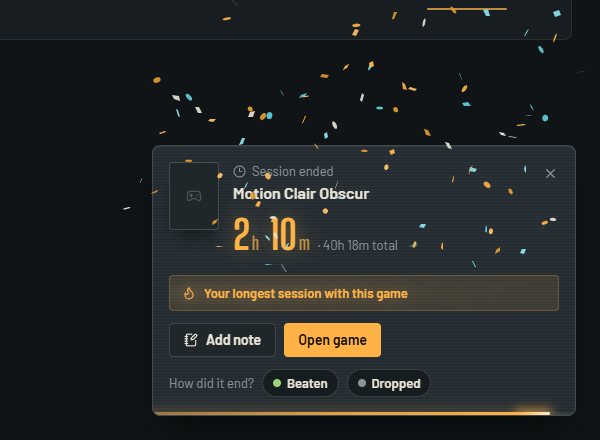 Session ended
Motion Clair Obscur
2h 10m · 40h 18m total
Your longest session with this game
Add note Open game
How did it end? Beaten Dropped